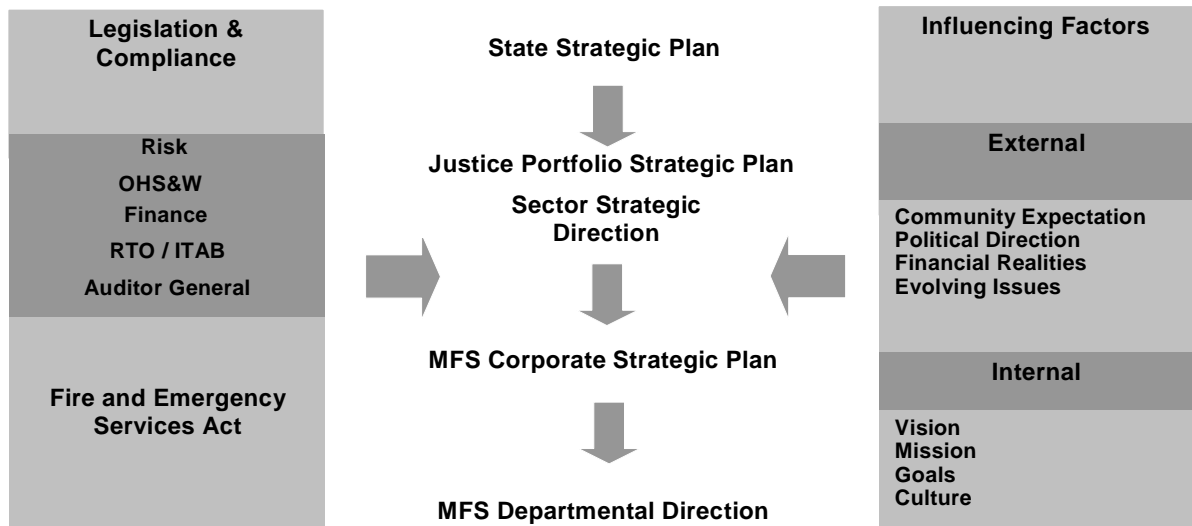 Legislation &
Compliance
Risk
OHS&W
Finance
RTO / ITAB
Auditor General
Fire and Emergency
Services Act
State Strategic Plan
Justice Portfolio Strategic Plan
Sector Strategic
Direction
MFS Corporate Strategic Plan
MFS Departmental Direction
Influencing Factors
External
Community Expectation
Political Direction
Financial Realities
Evolving Issues
Internal
Vision
Mission
Goals
Culture